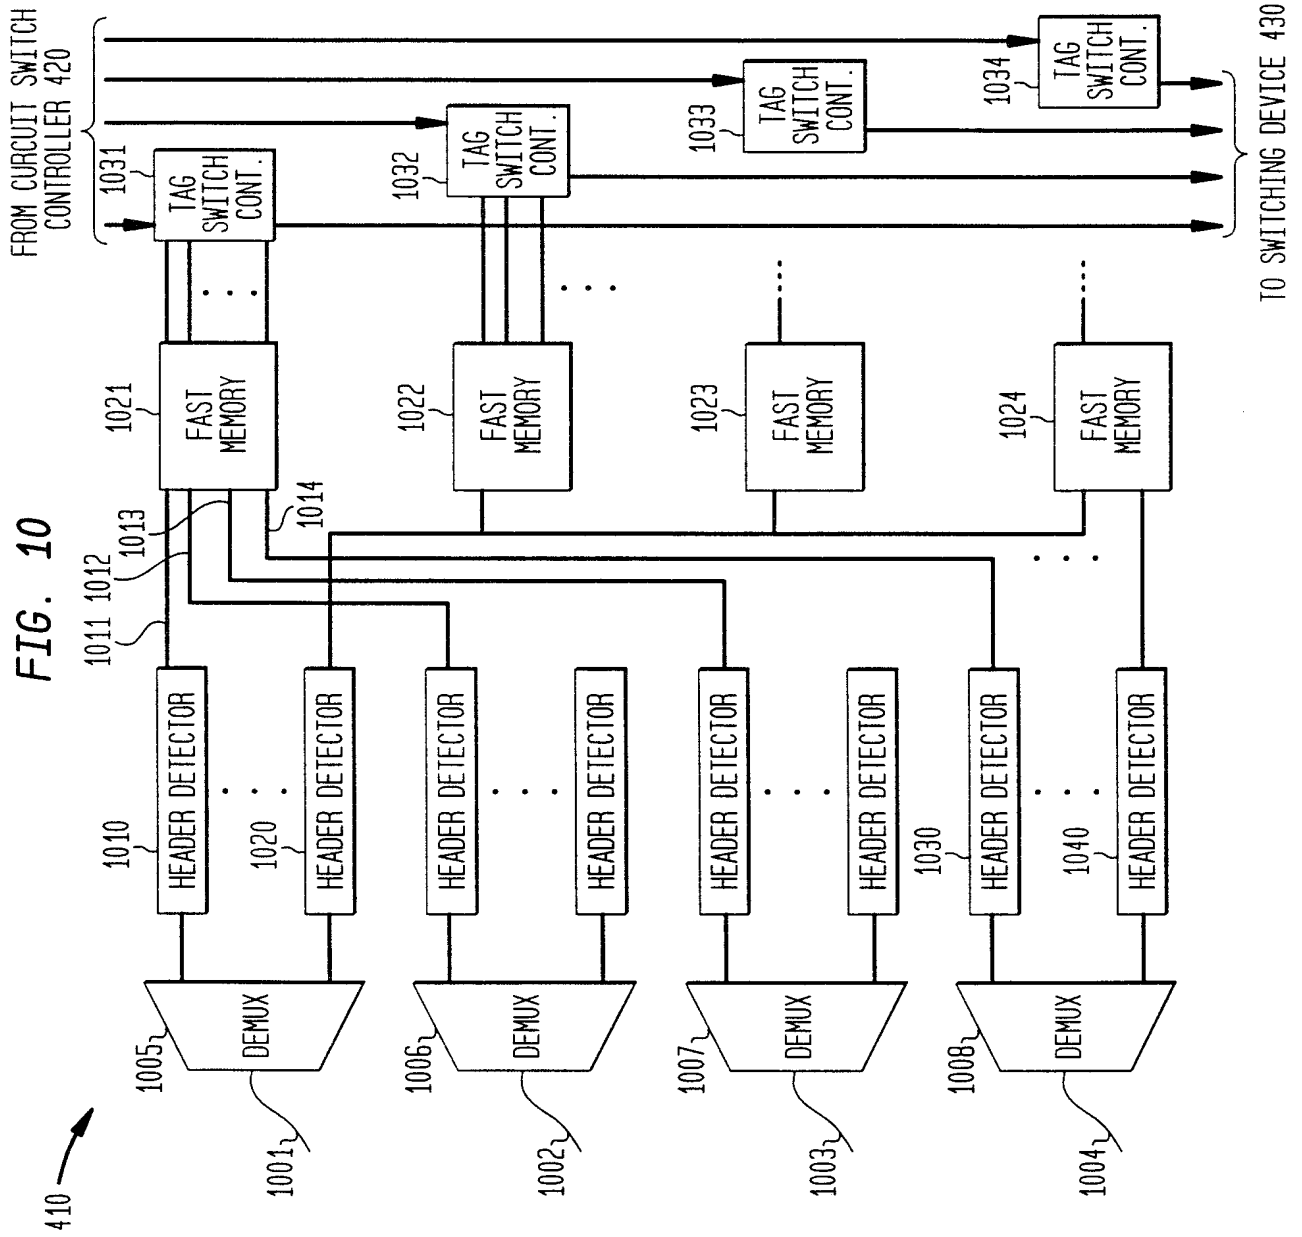 FIG. 10
410
FROM CURCUIT SWITCH
CONTROLLER 420
1001
1005
DEMUX
1010
HEADER DETECTOR
1020
HEADER DETECTOR
1011
1012
1013
1014
1021
FAST
MEMORY
1031
TAG
SWITCH
CONT.
1002
1006
DEMUX
HEADER DETECTOR
HEADER DETECTOR
1022
FAST
MEMORY
1032
TAG
SWITCH
CONT.
1003
1007
DEMUX
HEADER DETECTOR
HEADER DETECTOR
1023
FAST
MEMORY
1033
TAG
SWITCH
CONT.
1004
1008
DEMUX
1030
HEADER DETECTOR
1040
HEADER DETECTOR
1024
FAST
MEMORY
1034
TAG
SWITCH
CONT.
TO SWITCHING DEVICE 430